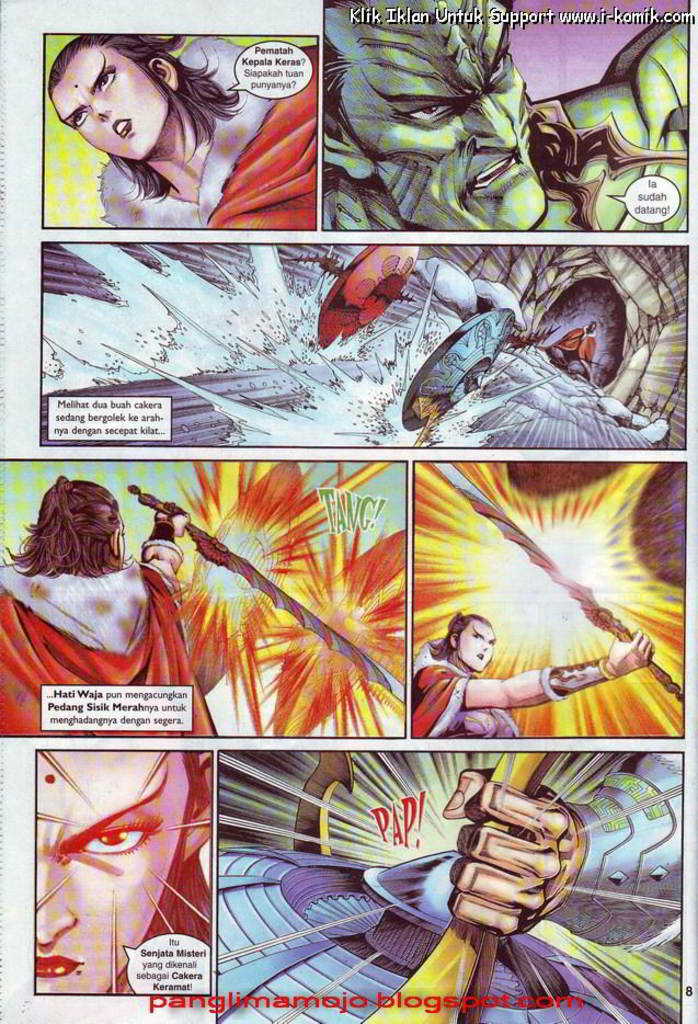 Klik Iklan Untuk Support www.i-komik.com
Pematah
Kepala Keras?
Siapakah tuan
punyanya?
Ia
sudah
datang!
Melihat dua buah cakera
sedang bergolek ke arah-
nya dengan secepat kilat...
TANG!
...Hati Waja pun mengacungkan
Pedang Sisik Merahnya untuk
menghadangnya dengan segera.
PAP!
Itu
Senjata Misteri
yang dikenali
sebagai Cakera
Keramat!
8
panglimamojo.blogspot.com